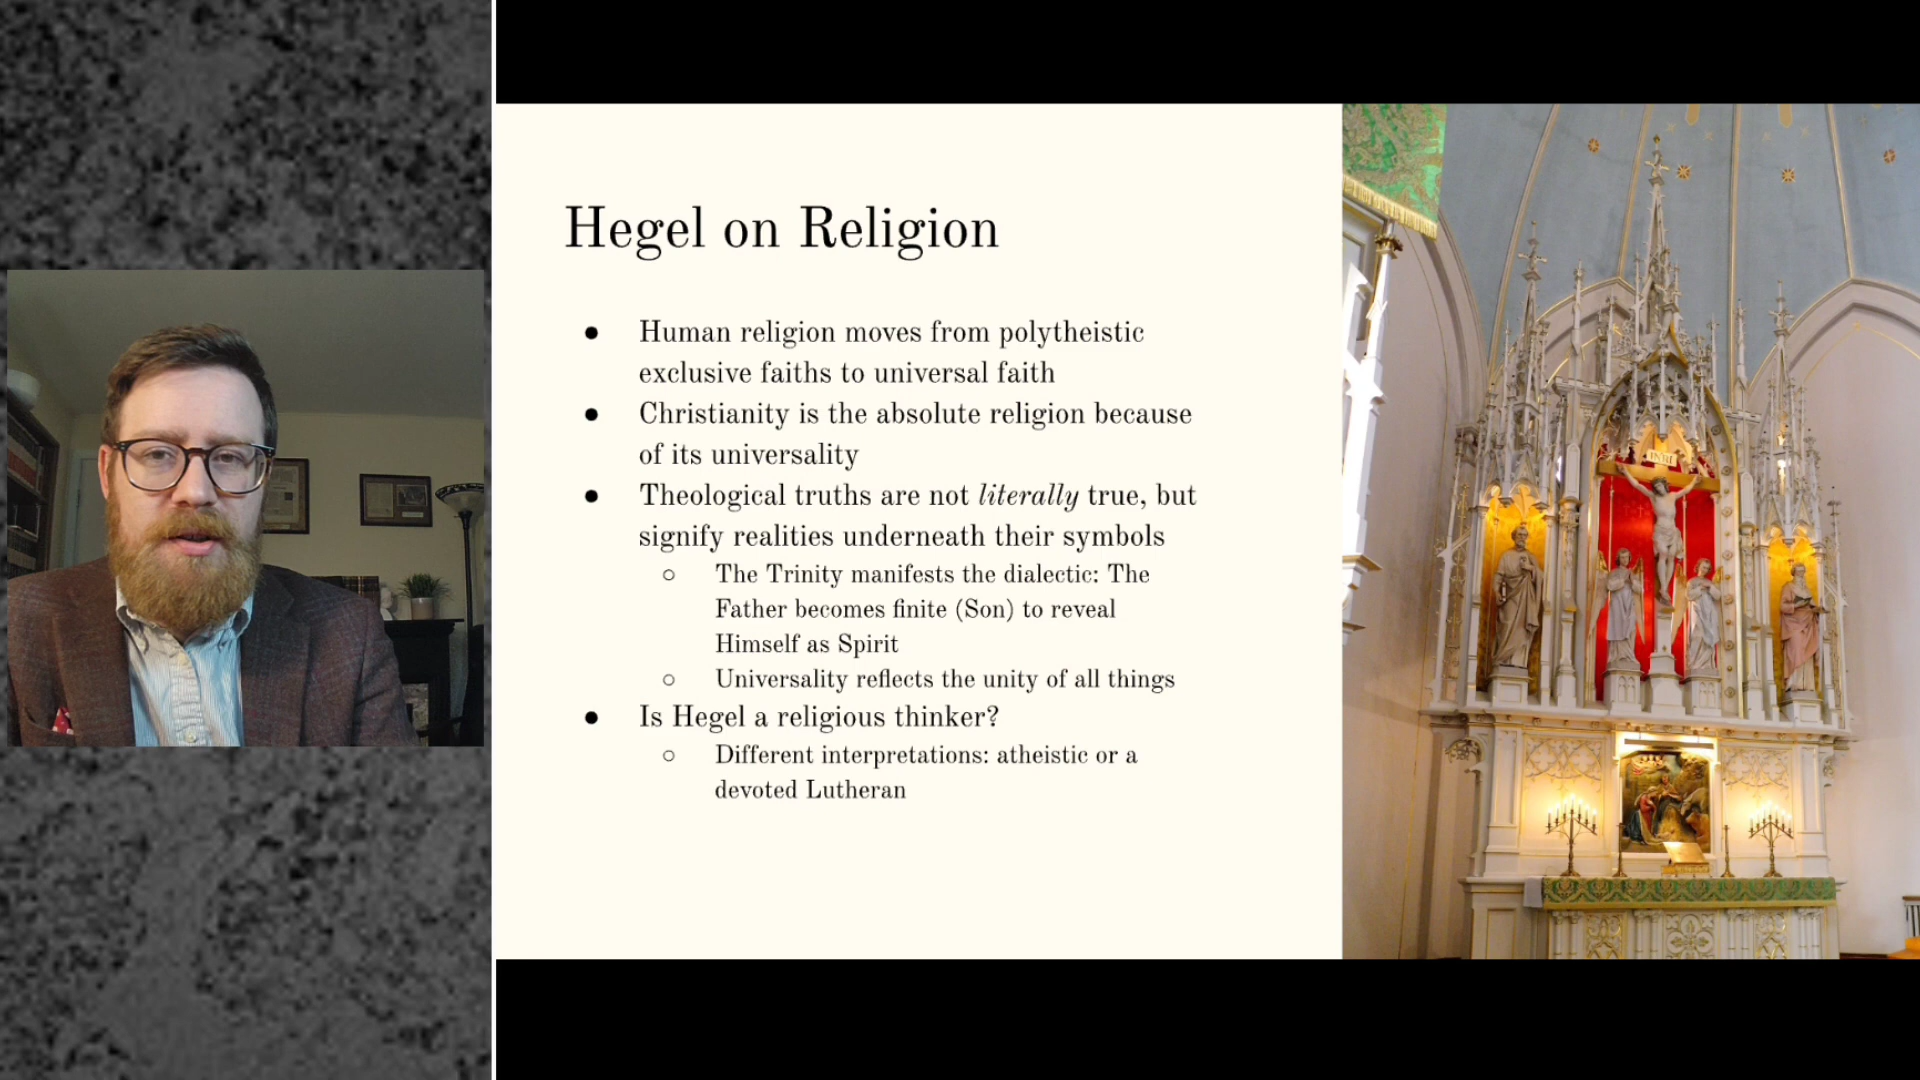 Hegel on Religion
● Human religion moves from polytheistic
exclusive faiths to universal faith
● Christianity is the absolute religion because
of its universality
● Theological truths are not literally true, but
signify realities underneath their symbols
○ The Trinity manifests the dialectic: The
Father becomes finite (Son) to reveal
Himself as Spirit
○ Universality reflects the unity of all things
● Is Hegel a religious thinker?
○ Different interpretations: atheistic or a
devoted Lutheran
INRI